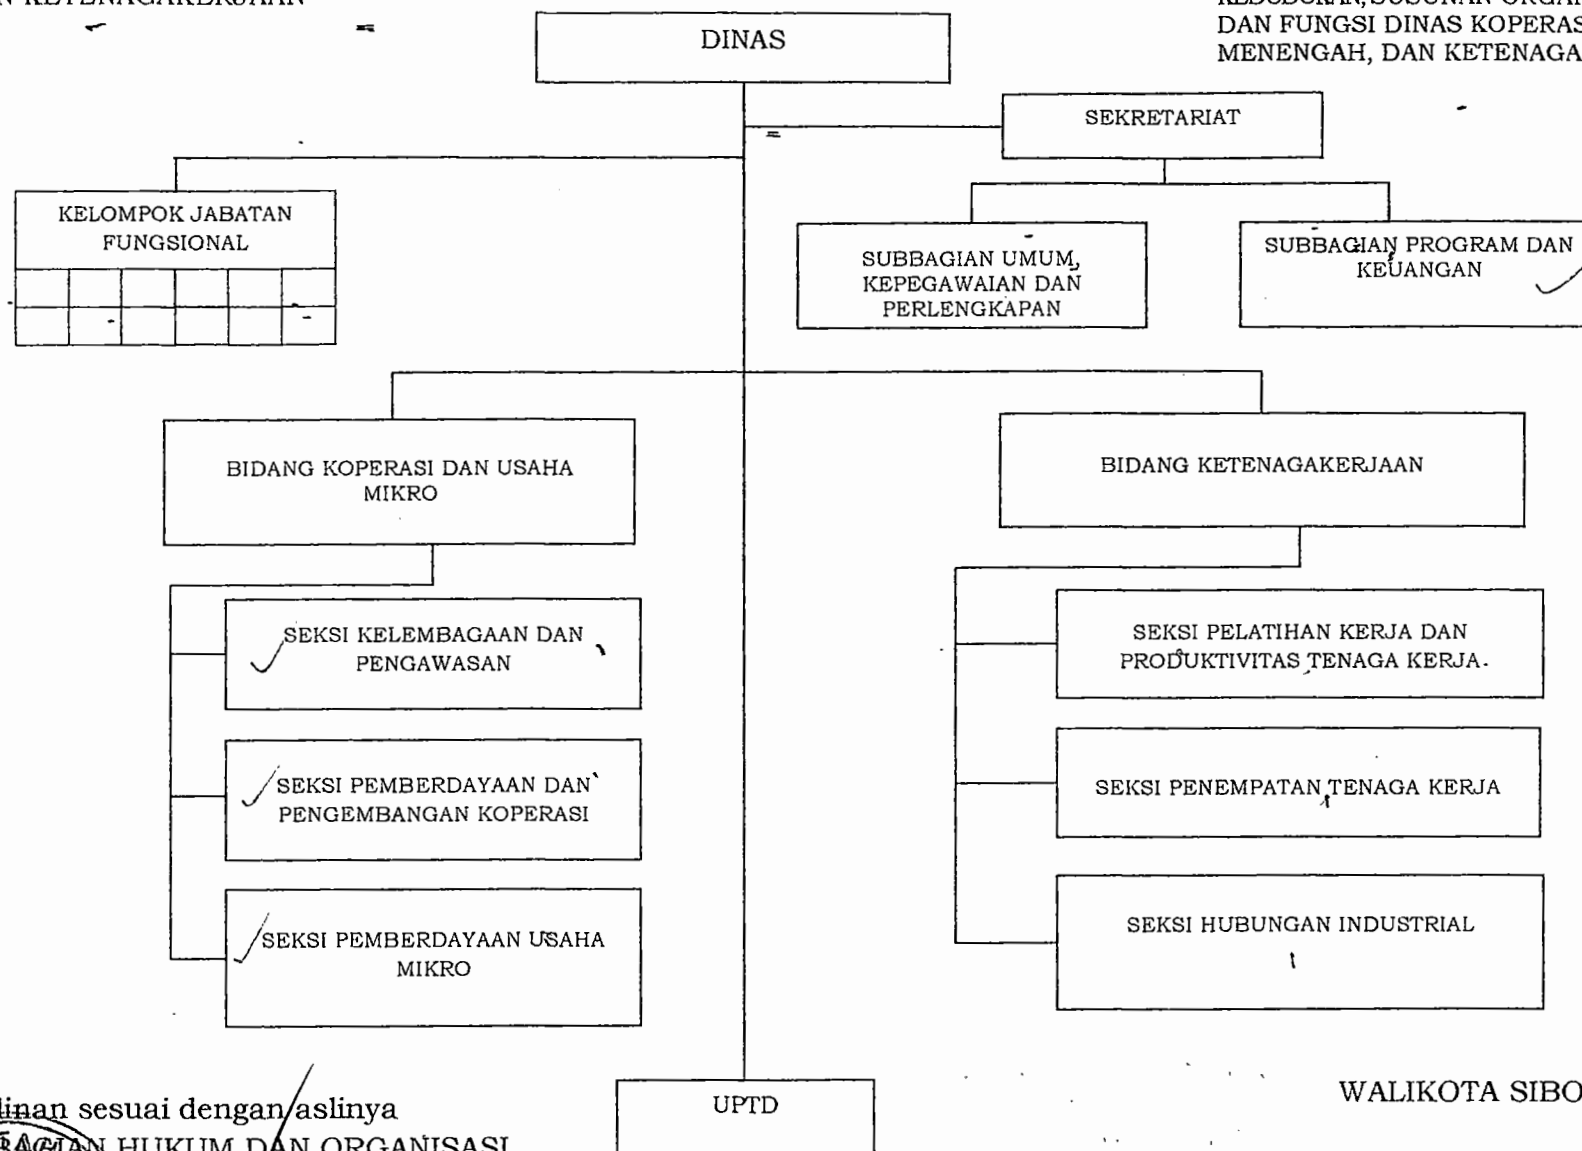 DINAS
DAN FUNGSI DINAS KOPERAS
MENENGAH, DAN KETENAGA
SEKRETARIAT
KELOMPOK JABATAN
FUNGSIONAL
SUBBAGIAN UMUM,
KEPEGAWAIAN DAN
PERLENGKAPAN
SUBBAGIAN PROGRAM DAN
KEUANGAN
BIDANG KOPERASI DAN USAHA
MIKRO
BIDANG KETENAGAKERJAAN
SEKSI KELEMBAGAAN DAN
PENGAWASAN
SEKSI PELATIHAN KERJA DAN
PRODUKTIVITAS TENAGA KERJA.
SEKSI PEMBERDAYAAN DAN
PENGEMBANGAN KOPERASI
SEKSI PENEMPATAN TENAGA KERJA
SEKSI PEMBERDAYAAN USAHA
MIKRO
SEKSI HUBUNGAN INDUSTRIAL
linan sesuai dengan aslinya
BAGIAN HUKUM DAN ORGANISASI
UPTD
WALIKOTA SIBO